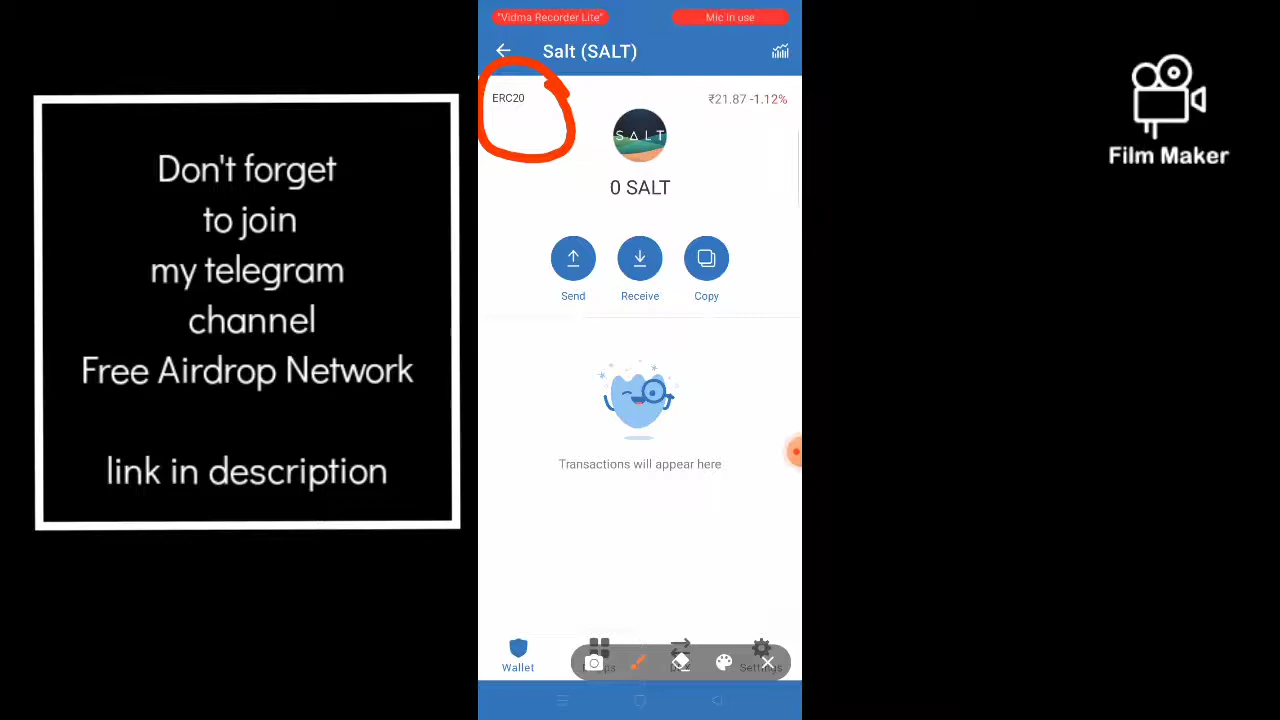 "Vidma Recorder Lite"
Mic in use
Salt (SALT)
ERC20
₹21.87 -1.12%
SALT
0 SALT
Send
Receive
Copy
Transactions will appear here
Wallet
Settings
Don't forget
to join
my telegram
channel
Free Airdrop Network
link in description
Film Maker